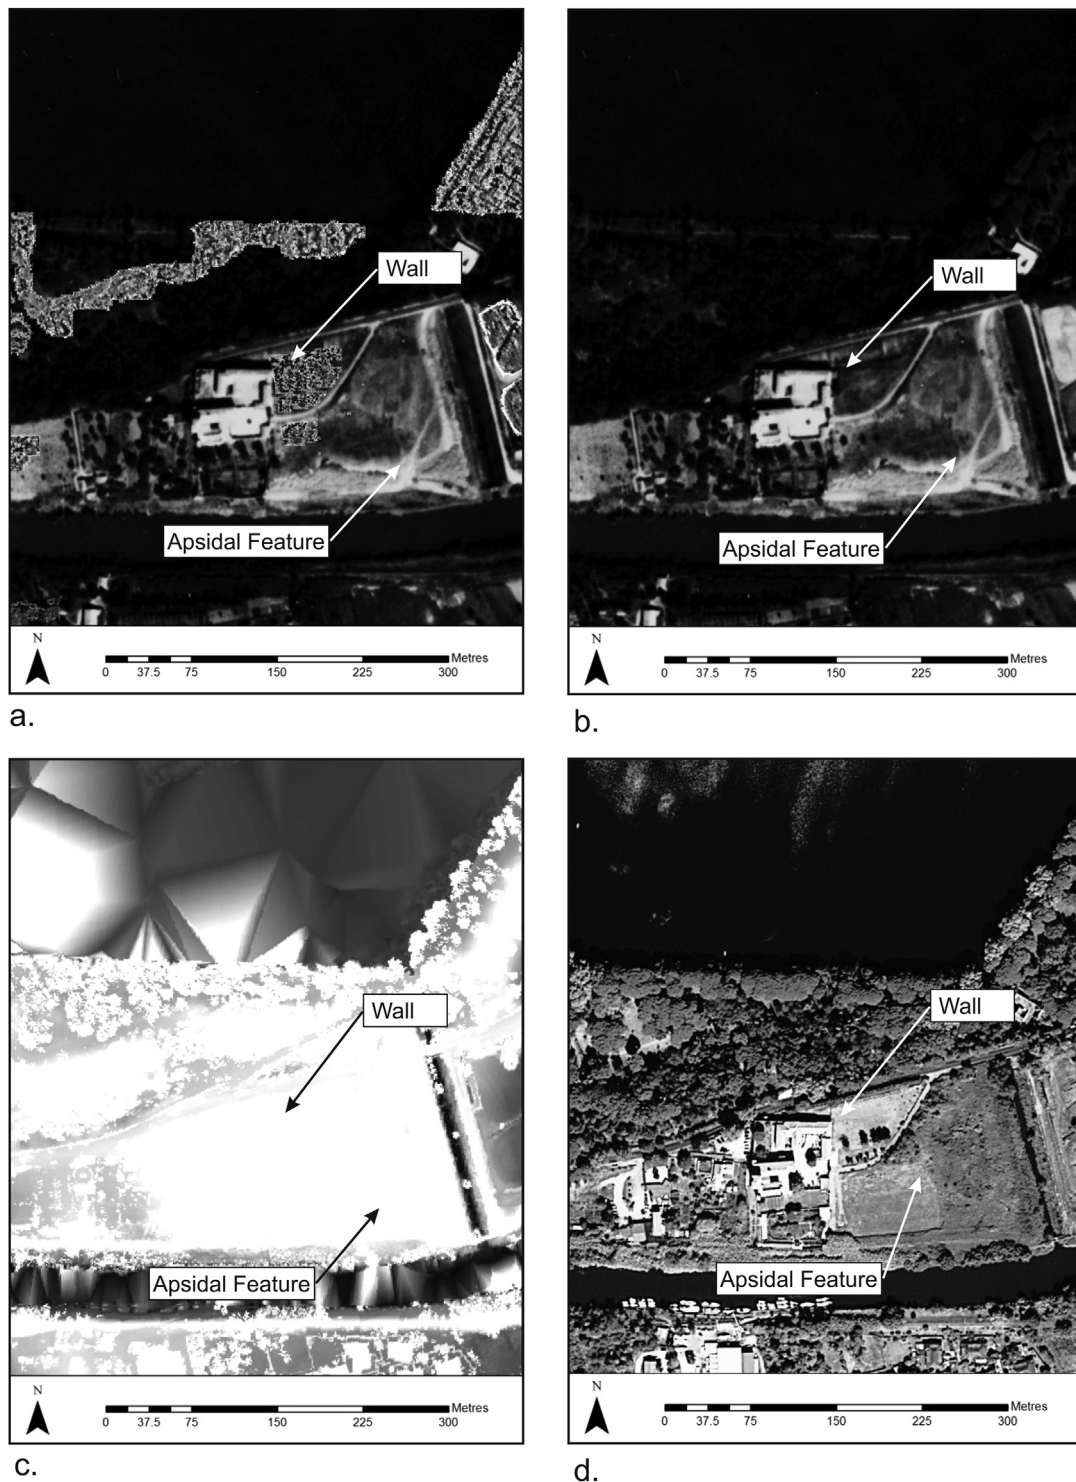 Wall
Apsidal Feature
N
0 37.5 75 150 225 300 Metres
a.
Wall
Apsidal Feature
N
0 37.5 75 150 225 300 Metres
b.
Wall
Apsidal Feature
N
0 37.5 75 150 225 300 Metres
c.
Wall
Apsidal Feature
N
0 37.5 75 150 225 300 Metres
d.